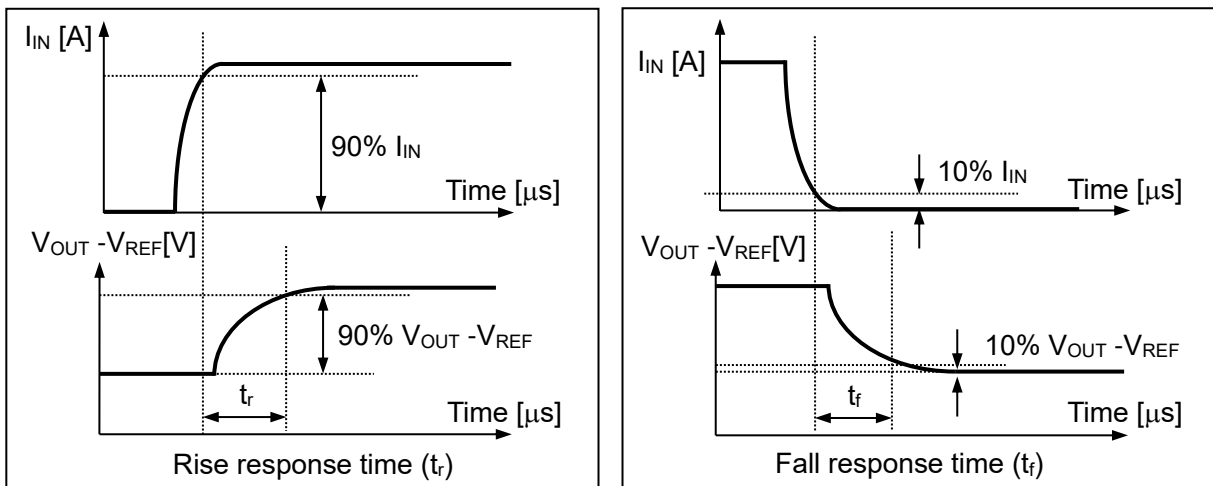 I_IN [A]
90% I_IN
Time [μs]
V_OUT -V_REF[V]
90% V_OUT -V_REF
t_r
Time [μs]
Rise response time (t_r)
I_IN [A]
10% I_IN
Time [μs]
V_OUT -V_REF[V]
10% V_OUT -V_REF
t_f
Time [μs]
Fall response time (t_f)